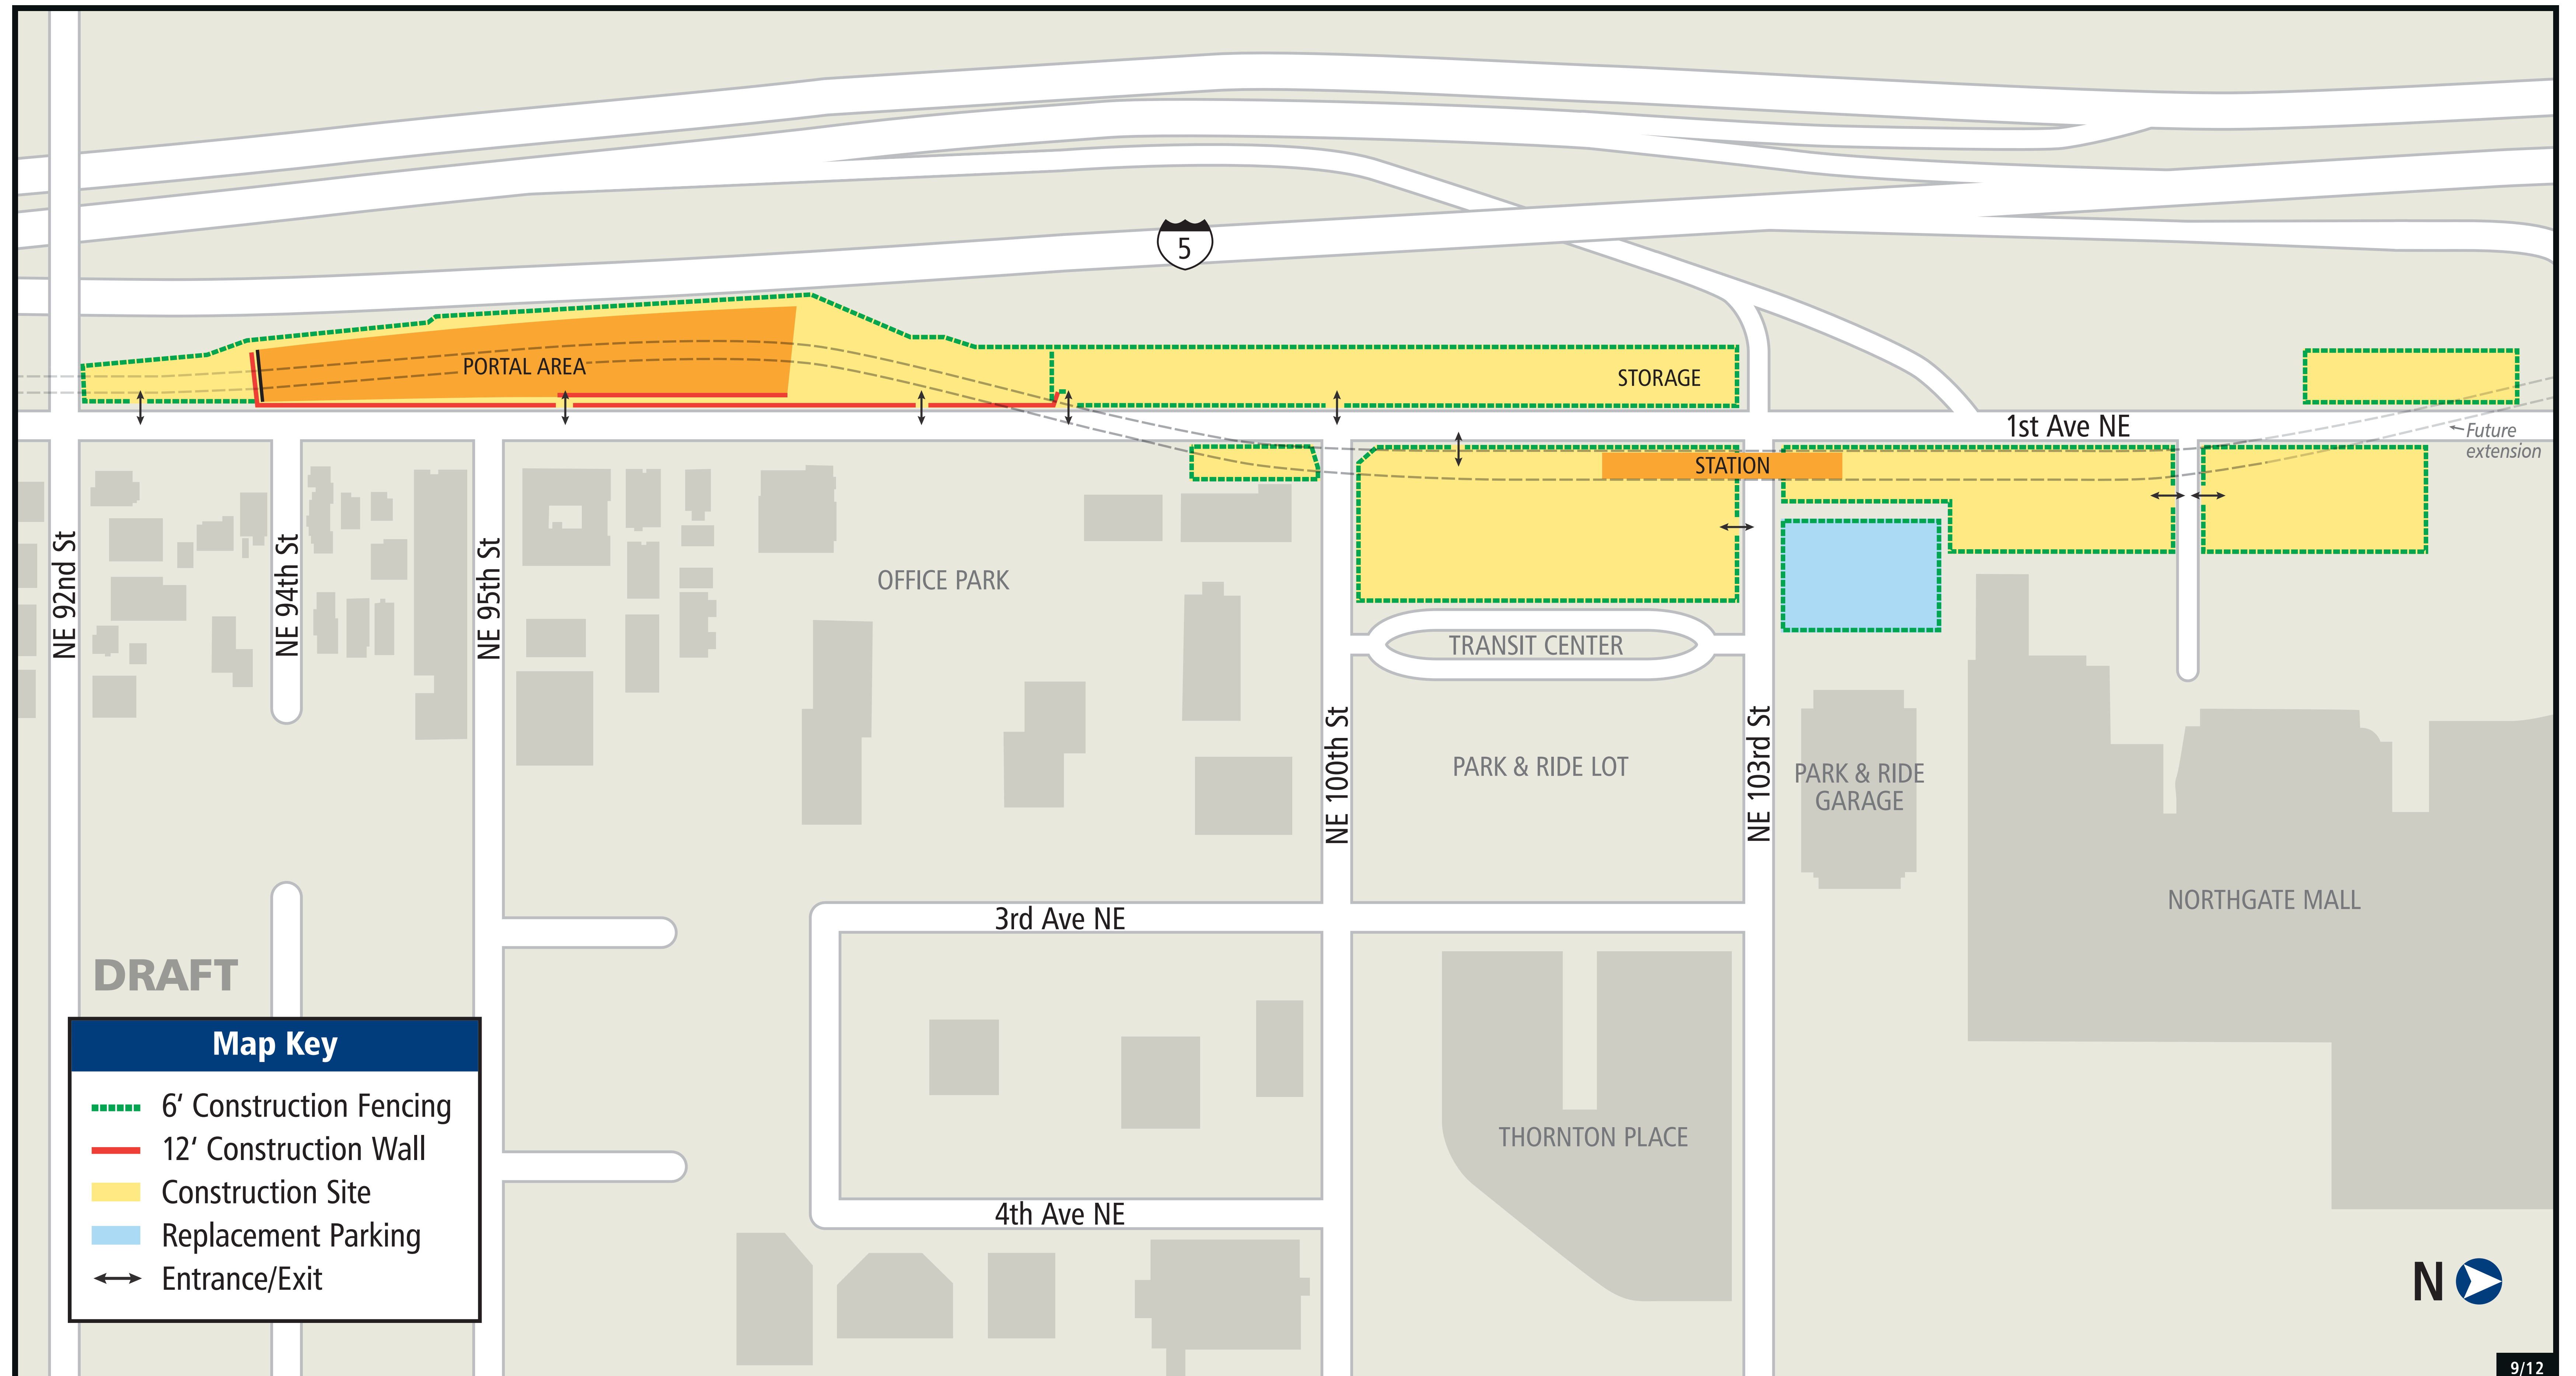 5
PORTAL AREA
STORAGE
1st Ave NE
Future
extension
STATION
NE 92nd St
NE 94th St
NE 95th St
OFFICE PARK
TRANSIT CENTER
NE 100th St
PARK & RIDE LOT
NE 103rd St
PARK & RIDE
GARAGE
NORTHGATE MALL
3rd Ave NE
DRAFT
THORNTON PLACE
4th Ave NE
Map Key
6‘ Construction Fencing
12‘ Construction Wall
Construction Site
Replacement Parking
Entrance/Exit
N
9/12